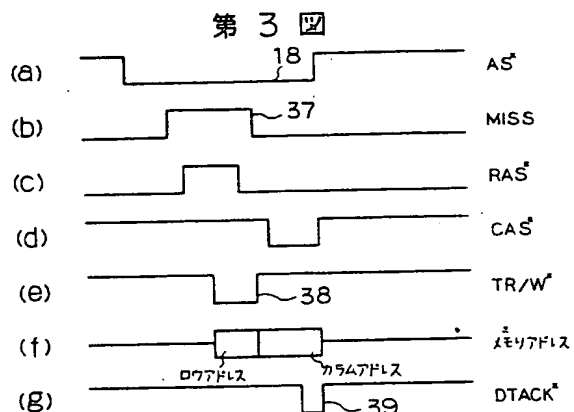 第 3 図
(a) 18 AS*
(b) 37 MISS
(c) RAS*
(d) CAS*
(e) 38 TR/W*
(f) ロウアドレス カラムアドレス メモリアドレス
(g) 39 DTACK*